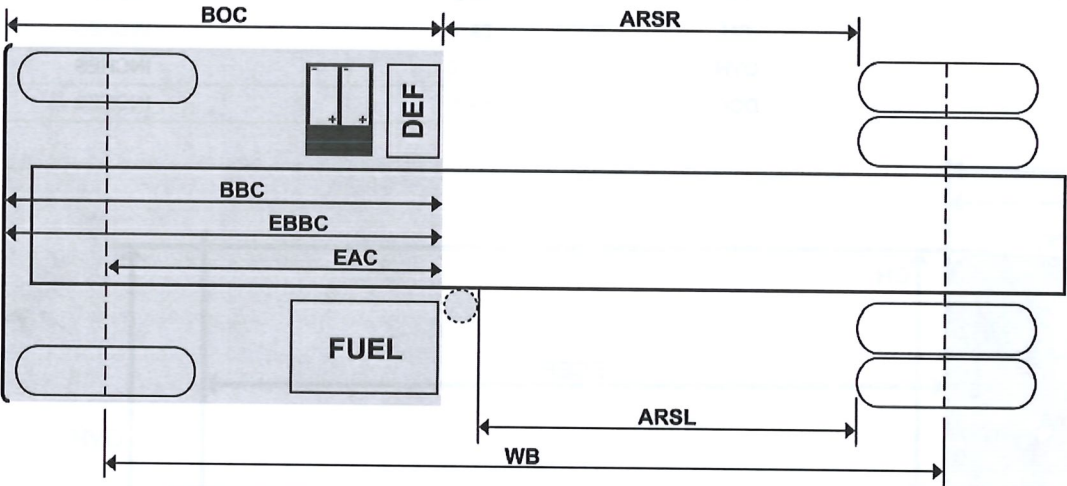 BOC
ARSR
DEF
- -
+ +
BBC
EBBC
EAC
FUEL
ARSL
WB